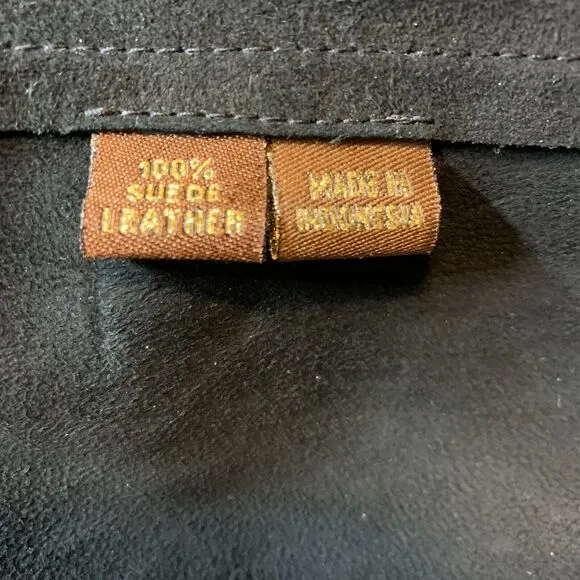 100%
SUEDE
LEATHER
MADE IN
INDONESIA